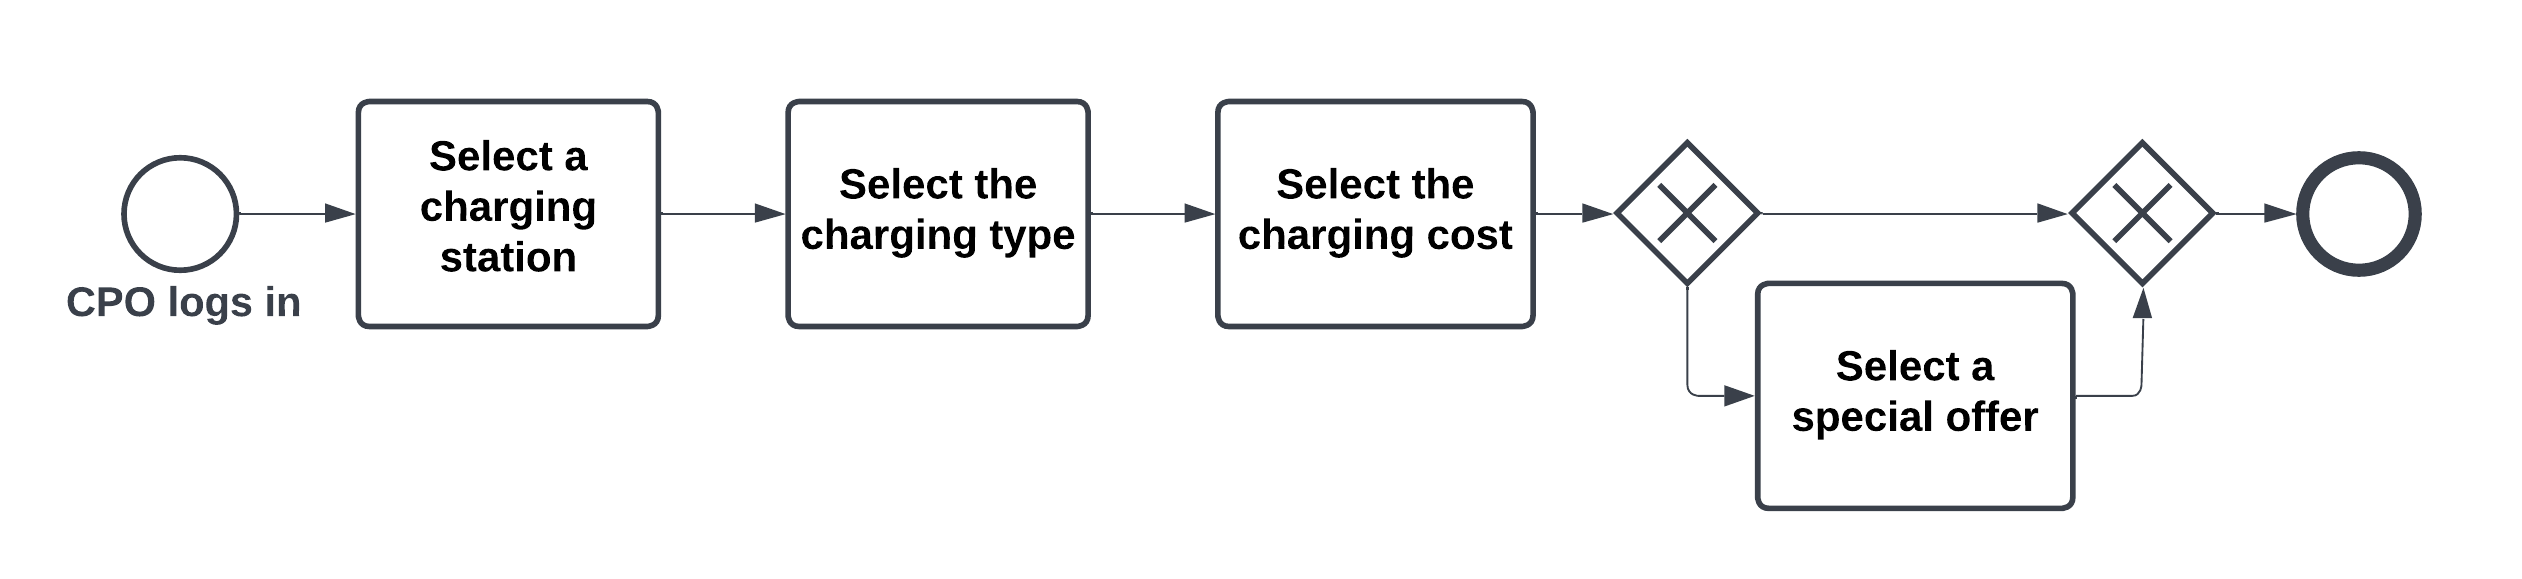 CPO logs in
Select a
charging
station
Select the
charging type
Select the
charging cost
Select a
special offer